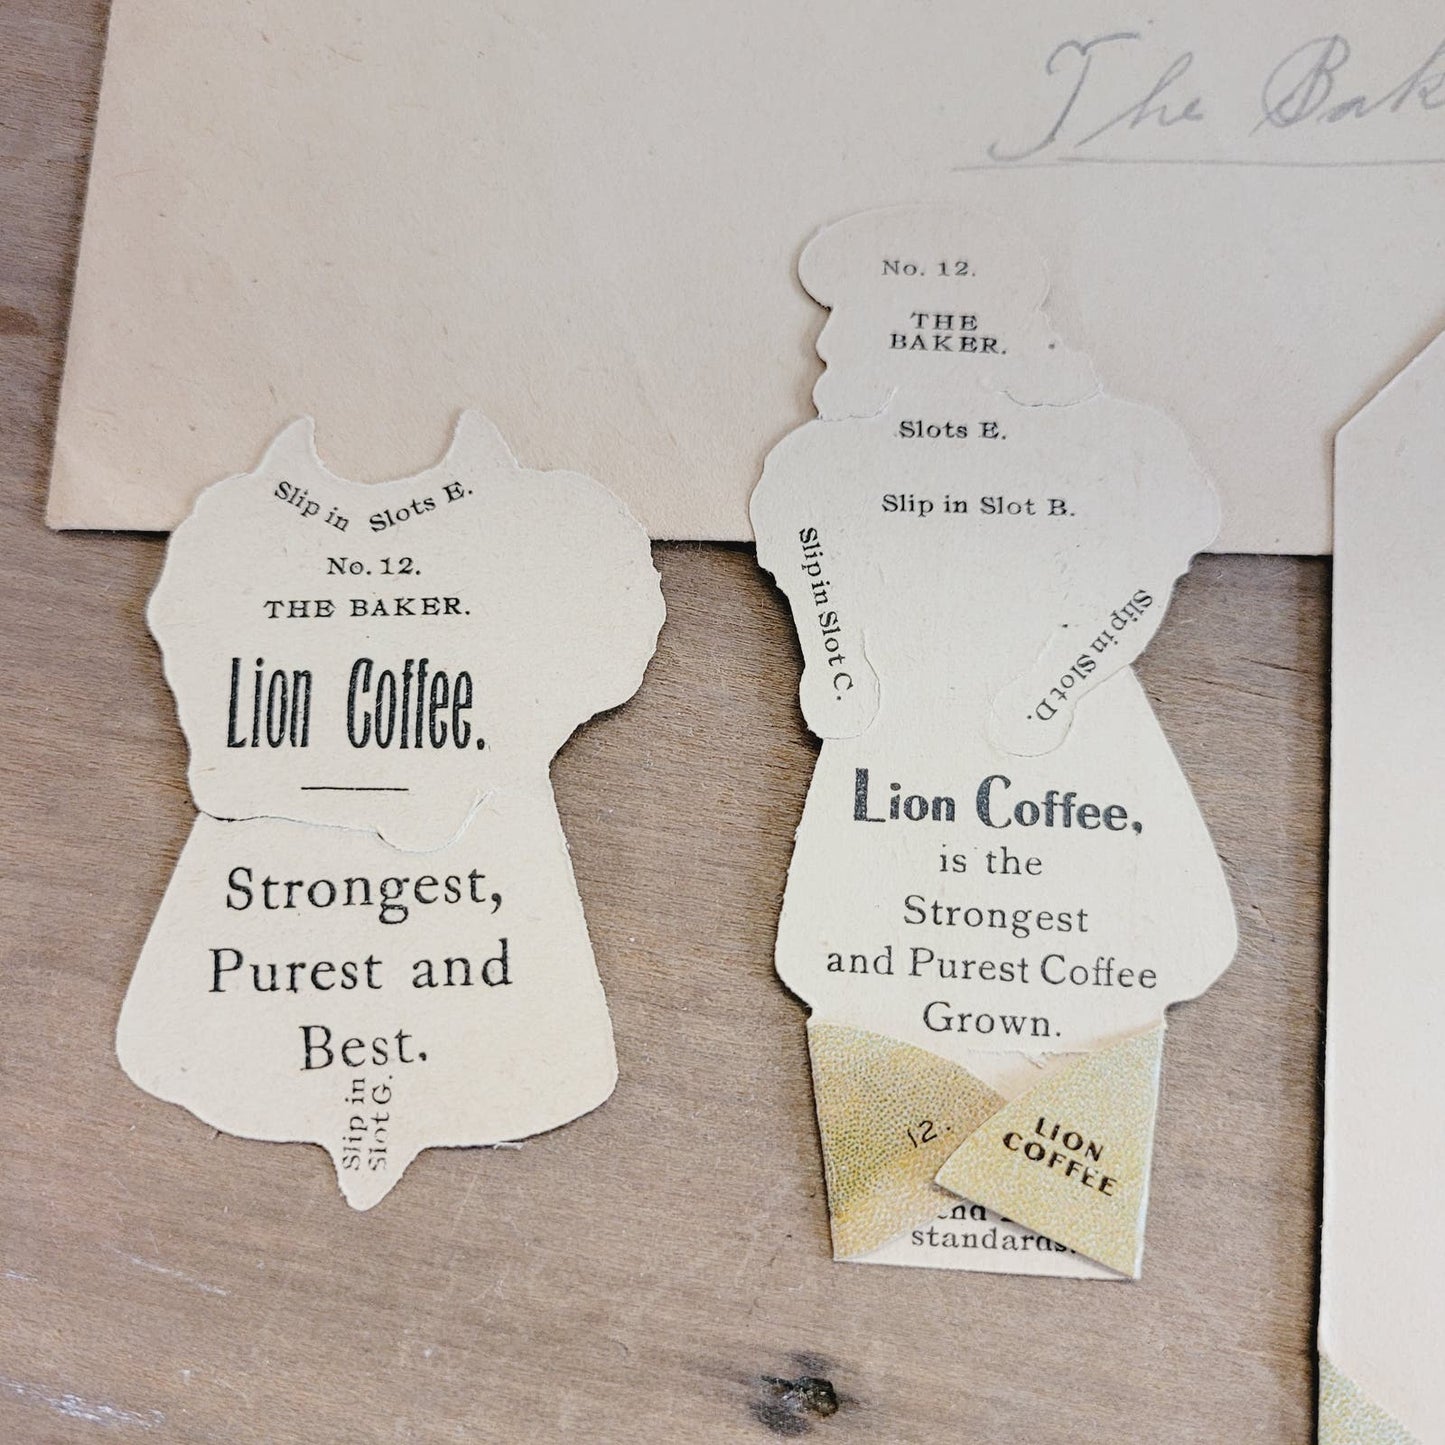 The
Slip in Slots E.
No. 12.
THE BAKER.
Lion Coffee.
Strongest,
Purest and
Best.
Slip in
Slot G.
No. 12.
THE
BAKER.
Slots E.
Slip in Slot B.
Slip in Slot C.
Slip in Slot D.
Lion Coffee,
is the
Strongest
and Purest Coffee
Grown.
12.
LION
COFFEE
standards.